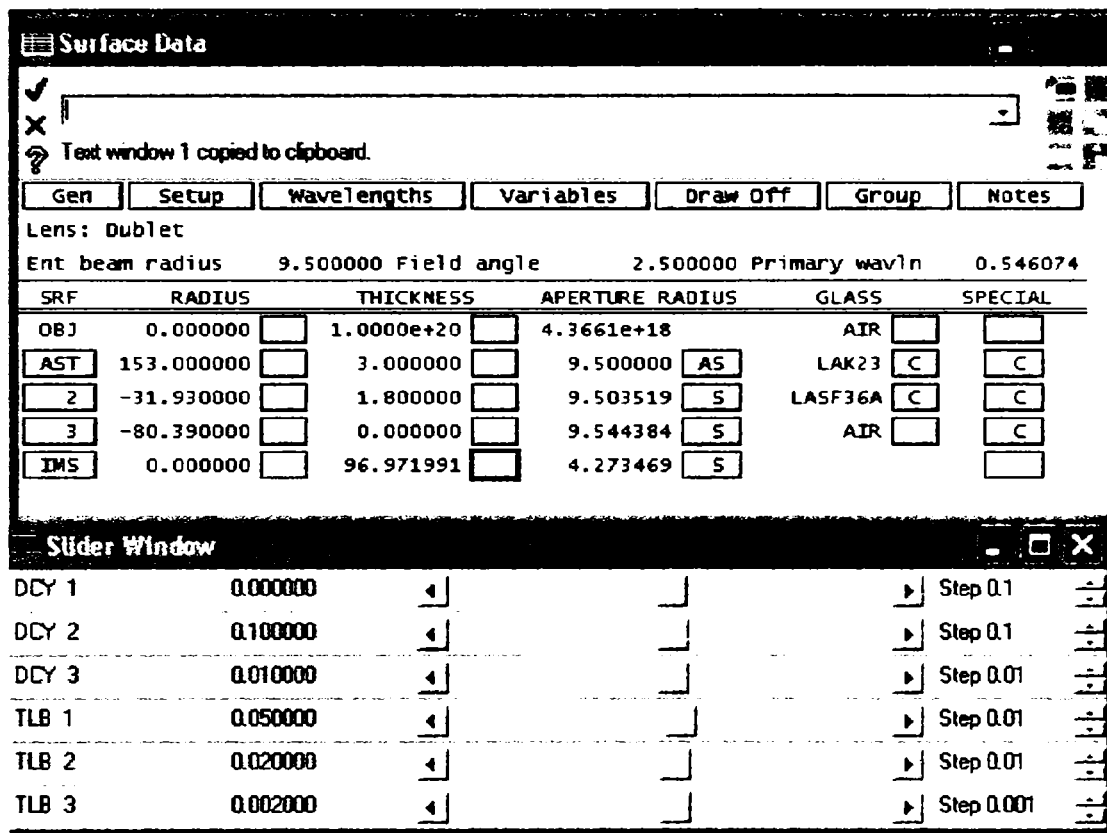 Surface Data
Text window 1 copied to clipboard.
Gen Setup Wavelengths Variables Draw Off Group Notes
Lens: Dublet
Ent beam radius 9.500000 Field angle 2.500000 Primary wavln 0.546074
SRF RADIUS THICKNESS APERTURE RADIUS GLASS SPECIAL
OBJ 0.000000 1.0000e+20 4.3661e+18 AIR
AST 153.000000 3.000000 9.500000 AS LAK23 C C
2 -31.930000 1.800000 9.503519 S LASF36A C C
3 -80.390000 0.000000 9.544384 S AIR C
IMS 0.000000 96.971991 4.273469 S
Slider Window
DCY 1 0.000000 Step 0.1
DCY 2 0.100000 Step 0.1
DCY 3 0.010000 Step 0.01
TLB 1 0.050000 Step 0.01
TLB 2 0.020000 Step 0.01
TLB 3 0.002000 Step 0.001